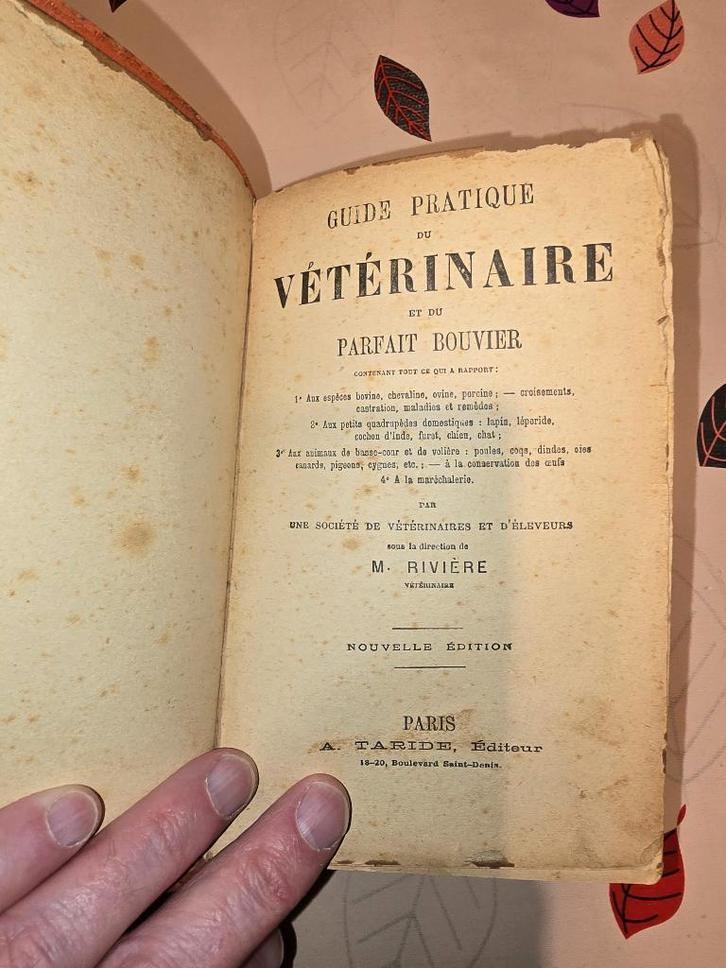 GUIDE PRATIQUE
DU
VÉTÉRINAIRE
ET DU
PARFAIT BOUVIER
CONTENANT TOUT CE QUI A RAPPORT :
1° Aux espèces bovine, chevaline, ovine, porcine ; — croisements,
castration, maladies et remèdes ;
2° Aux petits quadrupèdes domestiques : lapin, léporide,
cochon d'inde, furet, chien, chat ;
3° Aux animaux de basse-cour et de volière : poules, coqs, dindes, oies
canards, pigeons, cygnes, etc. ; — à la conservation des œufs
4° A la maréchalerie.
PAR
UNE SOCIÉTÉ DE VÉTÉRINAIRES ET D'ÉLEVEURS
sous la direction de
M. RIVIÈRE
VÉTÉRINAIRE
NOUVELLE ÉDITION
PARIS
A. TARIDE, Éditeur
18-20, Boulevard Saint-Denis.